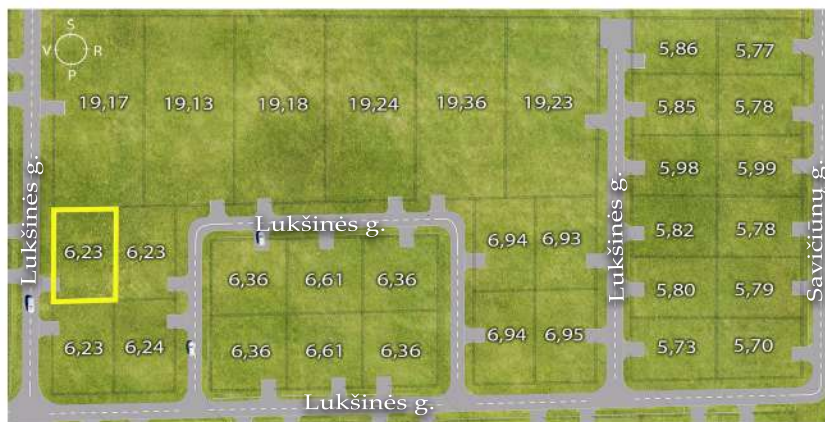 Š
V R
P
5,86 5,77
19,17 19,13 19,18 19,24 19,36 19,23
5,85 5,78
5,98 5,99
Lukšinės g.
Lukšinės g.
Savičiūnų g.
Lukšinės g.
6,23 6,23
6,94 6,93
5,82 5,78
6,36 6,61 6,36
5,80 5,79
6,23 6,24
6,36 6,61 6,36
6,94 6,95
5,73 5,70
Lukšinės g.